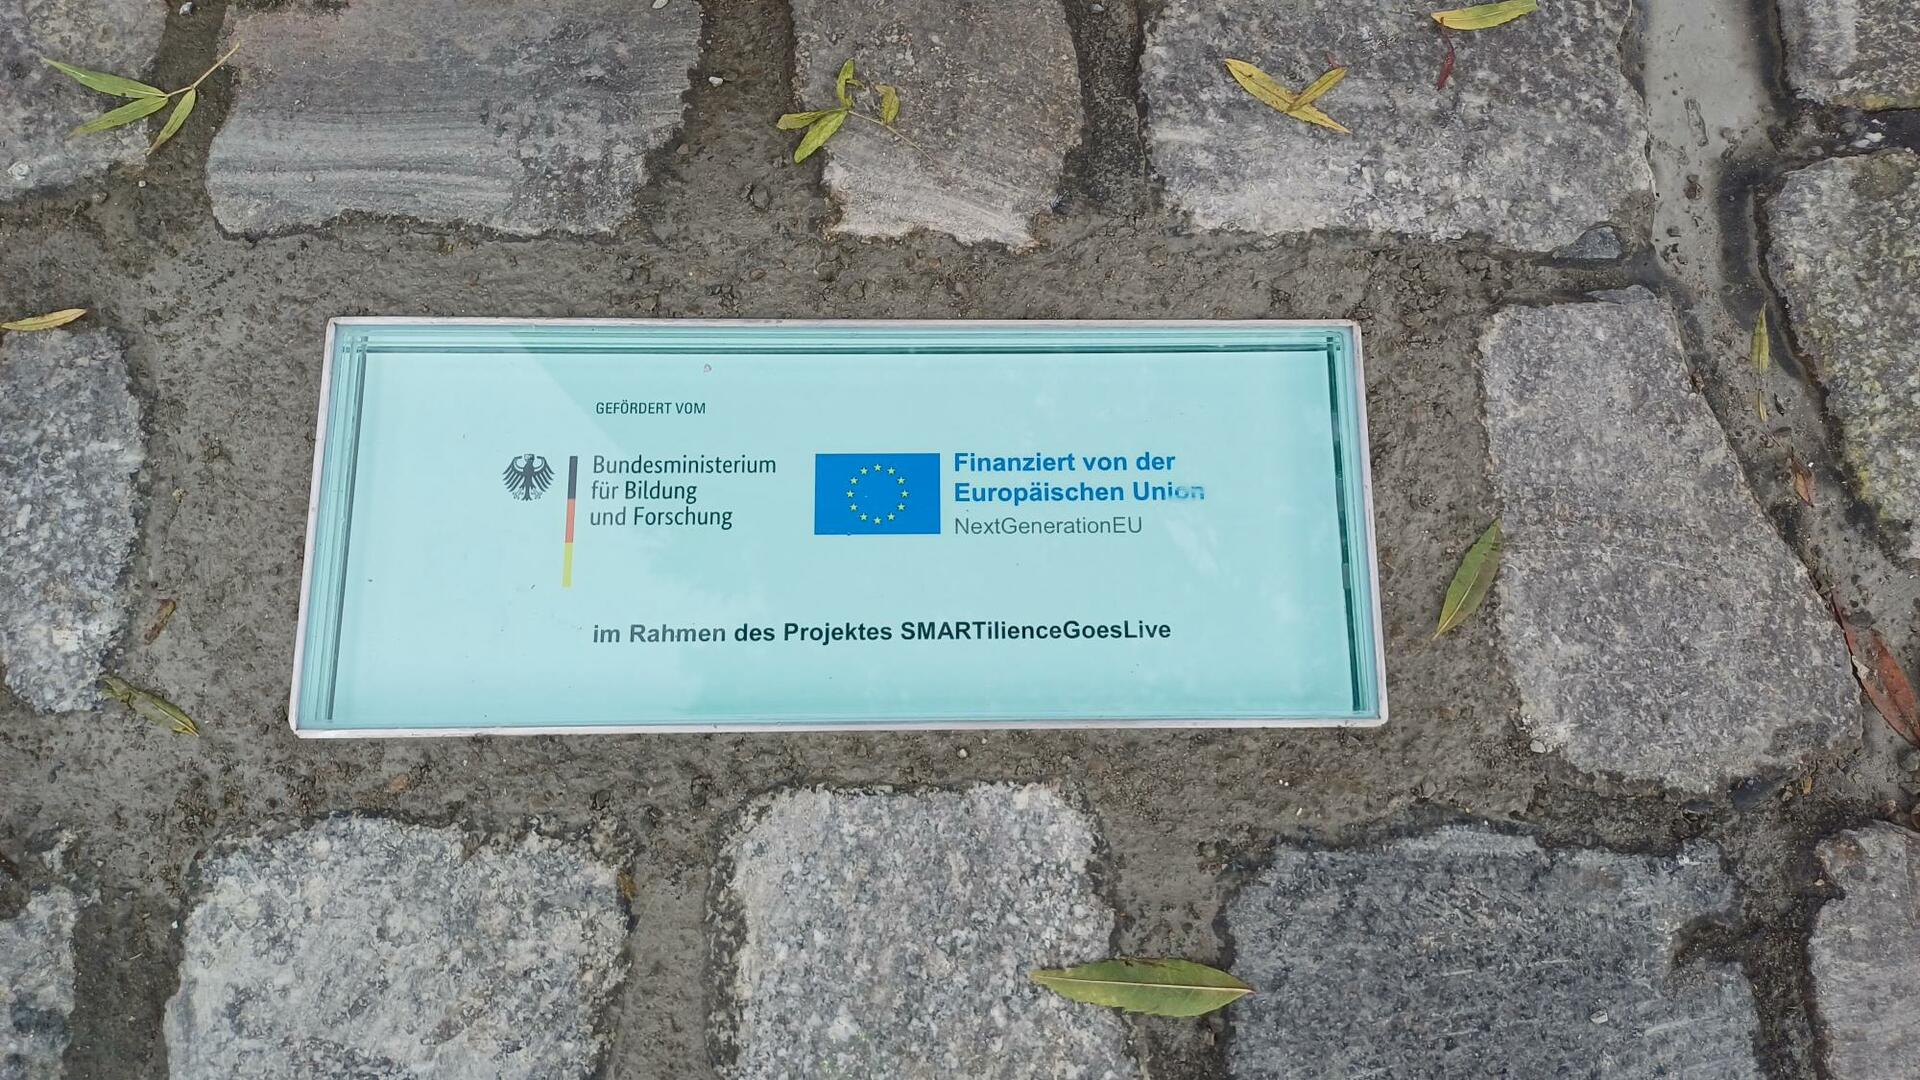 GEFÖRDERT VOM
Bundesministerium
für Bildung
und Forschung
Finanziert von der
Europäischen Union
NextGenerationEU
im Rahmen des Projektes SMARTilienceGoesLive